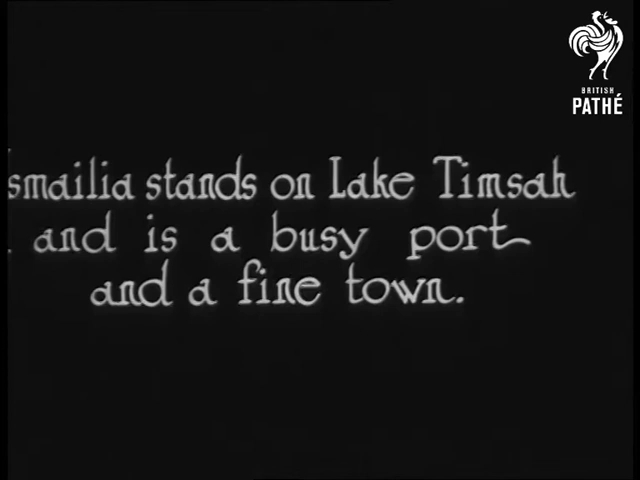 BRITISH
PATHÉ
smailia stands on Lake Timsah
and is a busy port
and a fine town.